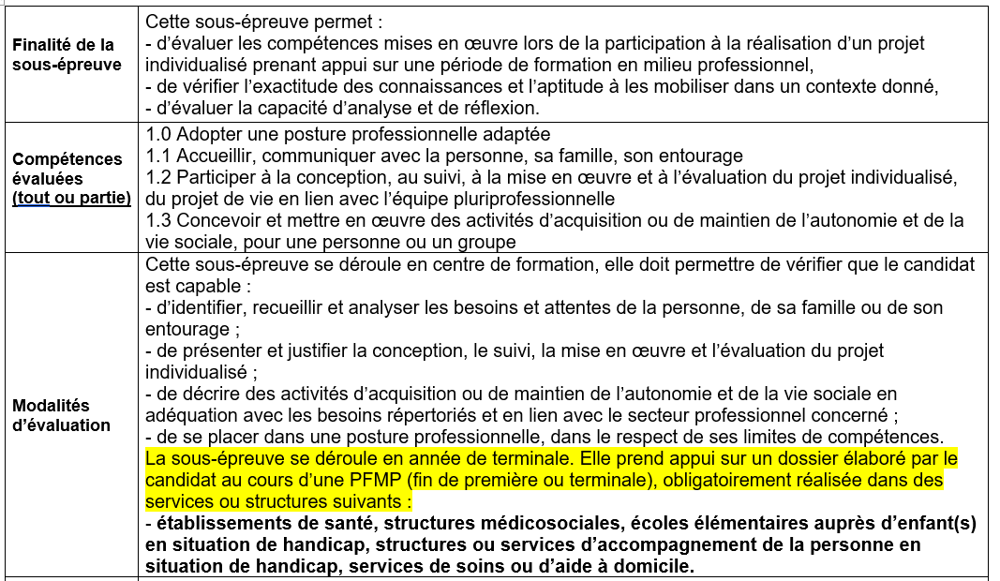 Finalité de la
sous-épreuve
Cette sous-épreuve permet :
- d’évaluer les compétences mises en œuvre lors de la participation à la réalisation d’un projet
individualisé prenant appui sur une période de formation en milieu professionnel,
- de vérifier l’exactitude des connaissances et l’aptitude à les mobiliser dans un contexte donné,
- d’évaluer la capacité d’analyse et de réflexion.
Compétences
évaluées
(tout ou partie)
1.0 Adopter une posture professionnelle adaptée
1.1 Accueillir, communiquer avec la personne, sa famille, son entourage
1.2 Participer à la conception, au suivi, à la mise en œuvre et à l’évaluation du projet individualisé,
du projet de vie en lien avec l’équipe pluriprofessionnelle
1.3 Concevoir et mettre en œuvre des activités d’acquisition ou de maintien de l’autonomie et de la
vie sociale, pour une personne ou un groupe
Modalités
d’évaluation
Cette sous-épreuve se déroule en centre de formation, elle doit permettre de vérifier que le candidat
est capable :
- d’identifier, recueillir et analyser les besoins et attentes de la personne, de sa famille ou de son
entourage ;
- de présenter et justifier la conception, le suivi, la mise en œuvre et l’évaluation du projet
individualisé ;
- de décrire des activités d’acquisition ou de maintien de l’autonomie et de la vie sociale en
adéquation avec les besoins répertoriés et en lien avec le secteur professionnel concerné ;
- de se placer dans une posture professionnelle, dans le respect de ses limites de compétences.
La sous-épreuve se déroule en année de terminale. Elle prend appui sur un dossier élaboré par le
candidat au cours d’une PFMP (fin de première ou terminale), obligatoirement réalisée dans des
services ou structures suivants :
- établissements de santé, structures médicosociales, écoles élémentaires auprès d’enfant(s)
en situation de handicap, structures ou services d’accompagnement de la personne en
situation de handicap, services de soins ou d’aide à domicile.